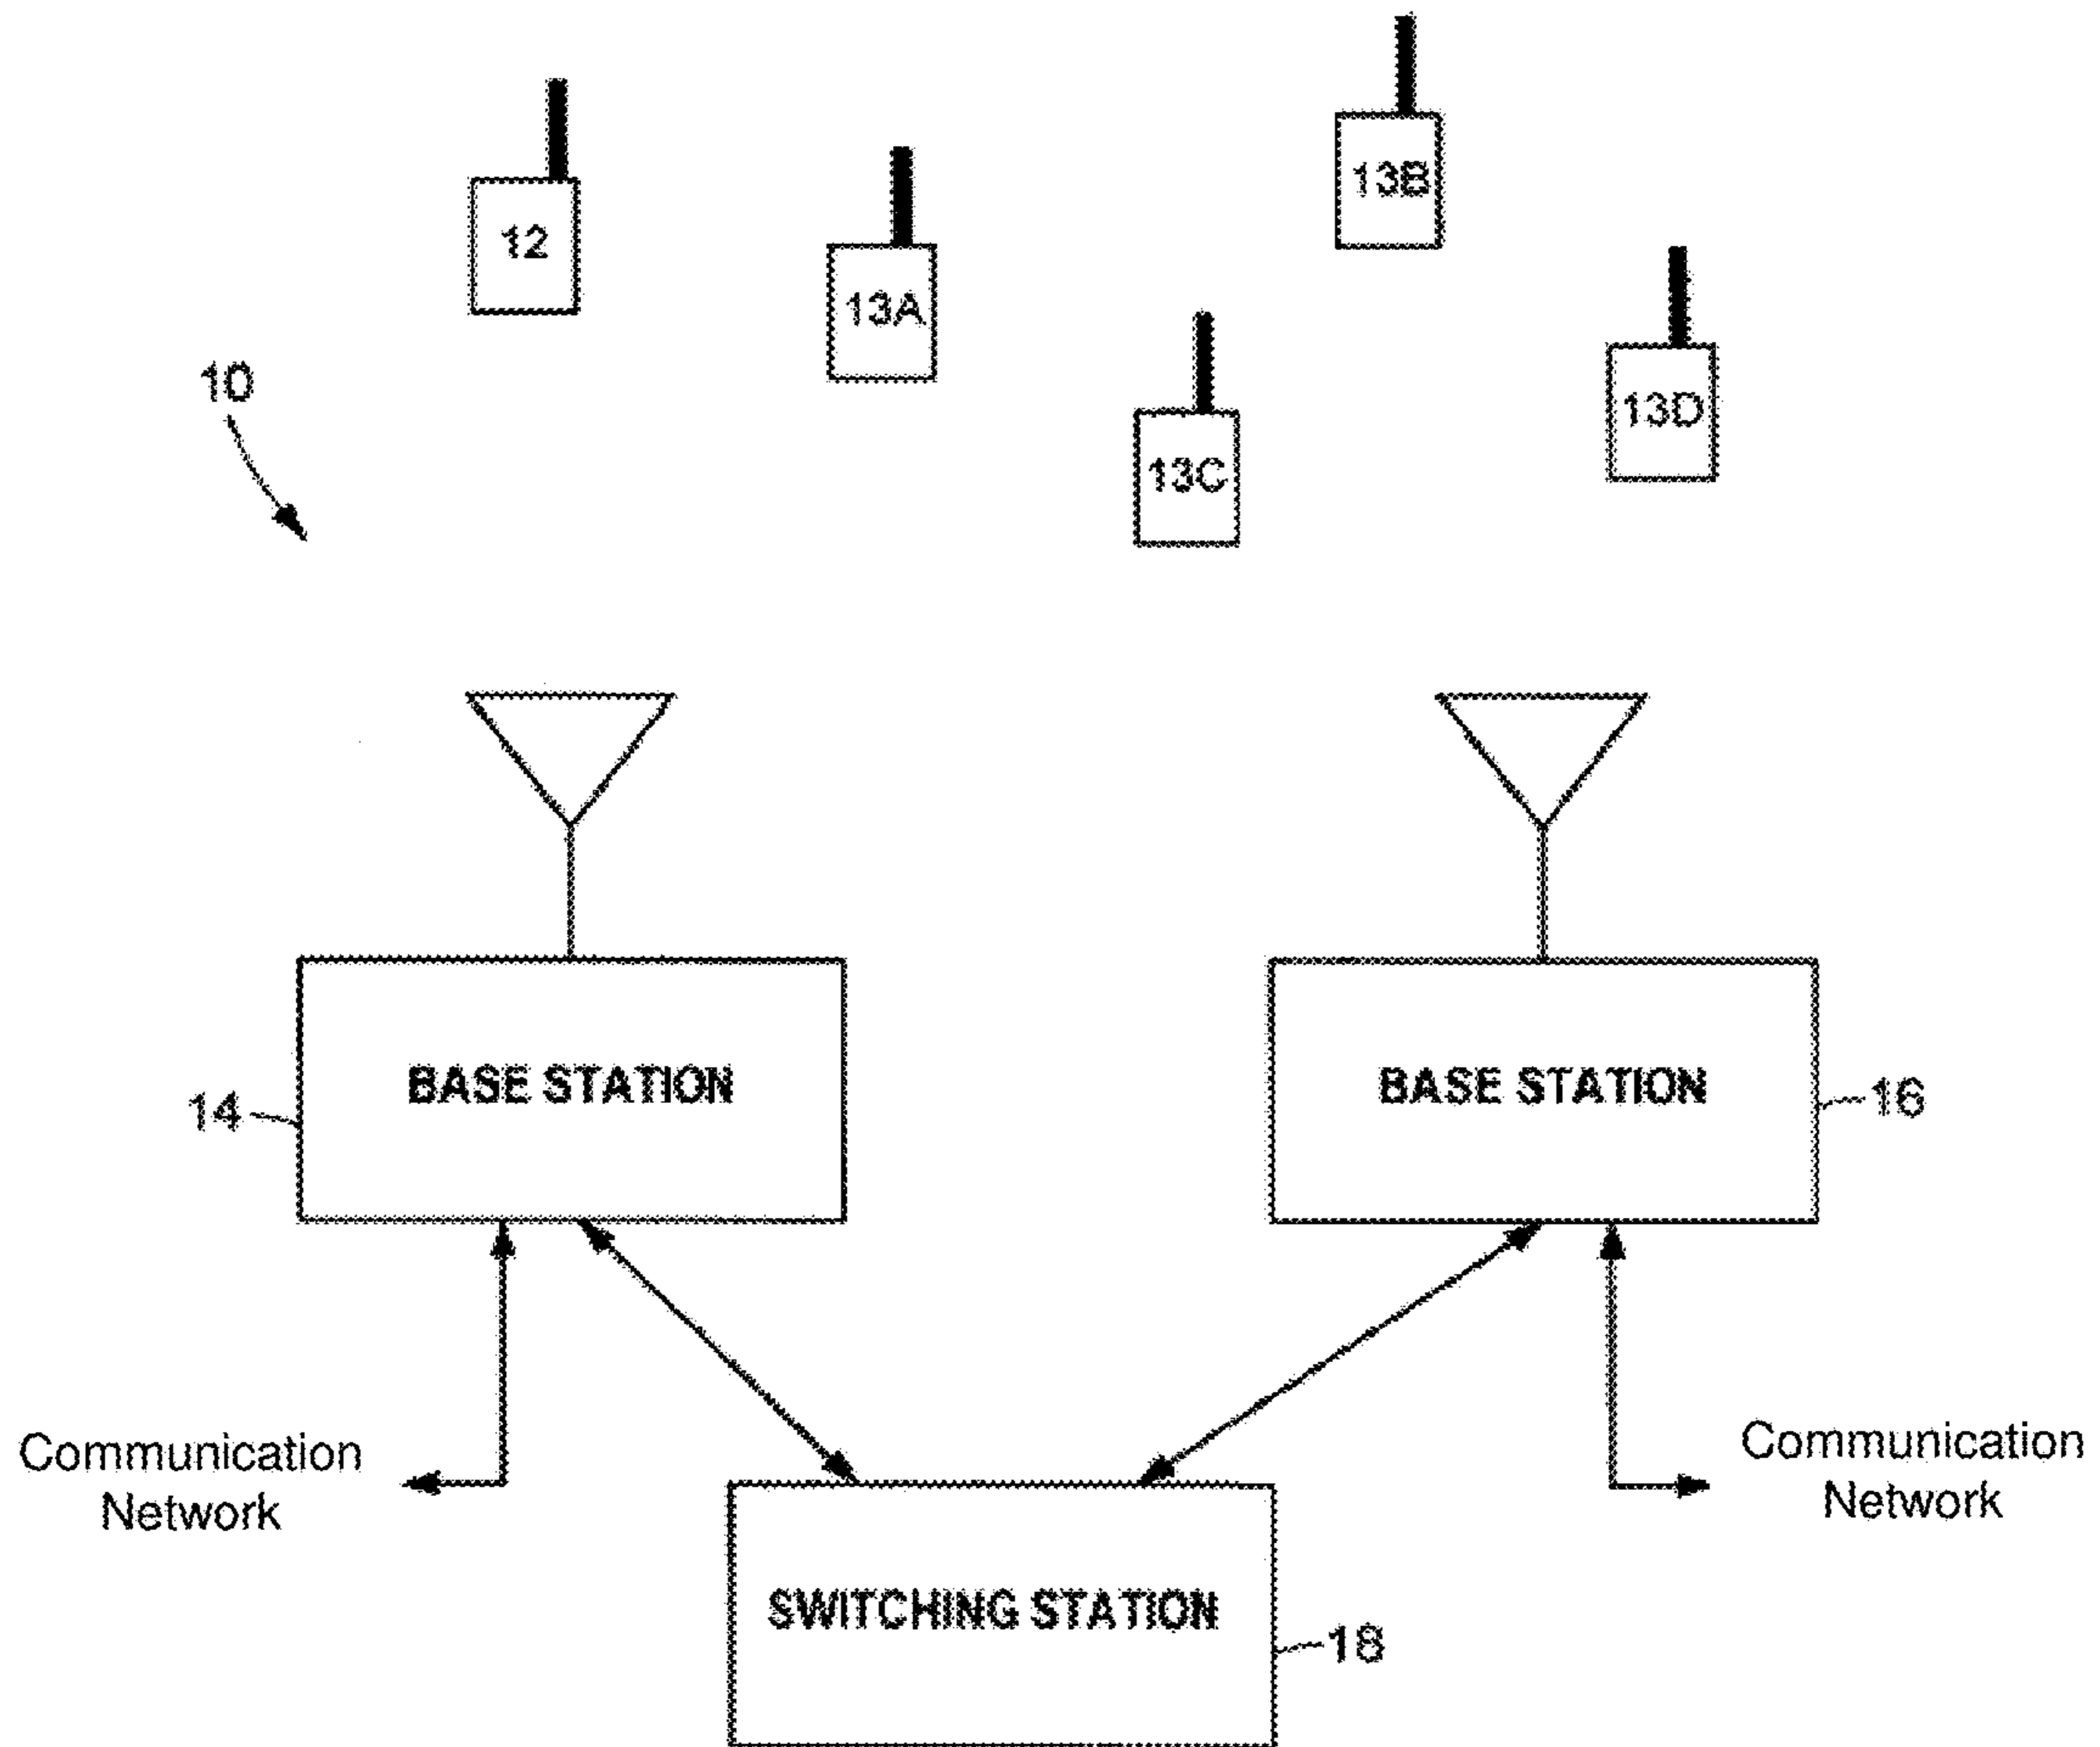 13B
12
13A
10
13D
13C
BASE STATION
BASE STATION
14
16
Communication
Network
Communication
Network
SWITCHING STATION
18